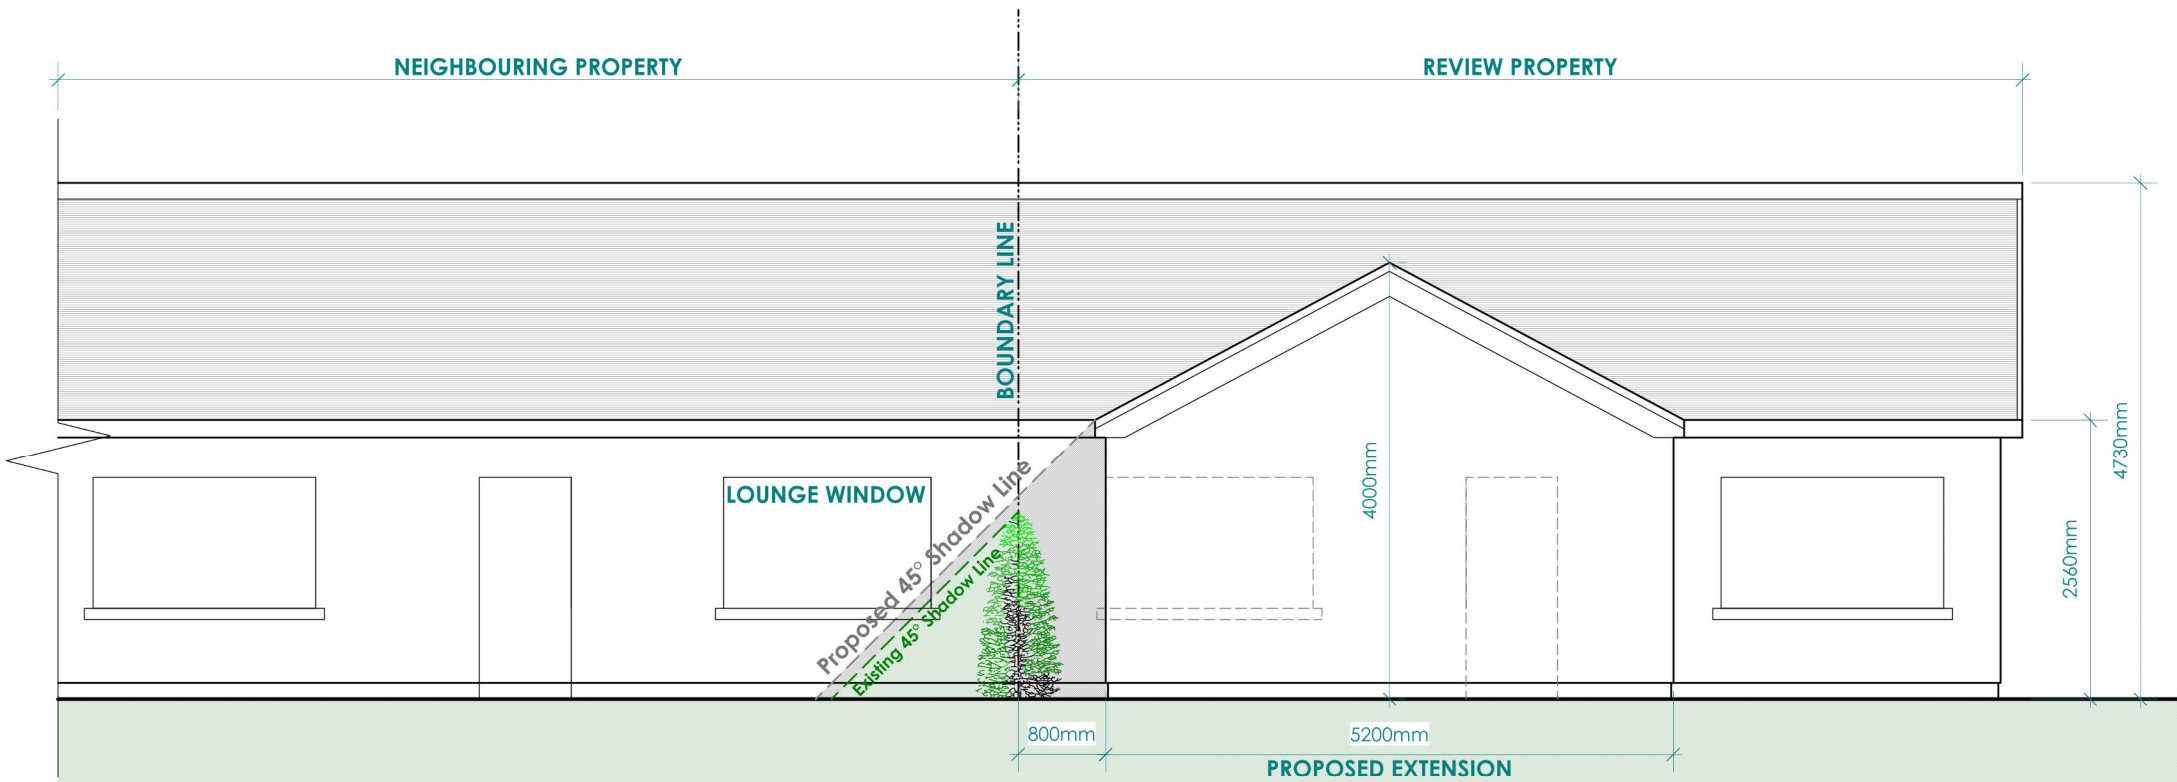 NEIGHBOURING PROPERTY
REVIEW PROPERTY
BOUNDARY LINE
LOUNGE WINDOW
Proposed 45° Shadow Line
Existing 45° Shadow Line
4000mm
4730mm
2560mm
800mm
5200mm
PROPOSED EXTENSION